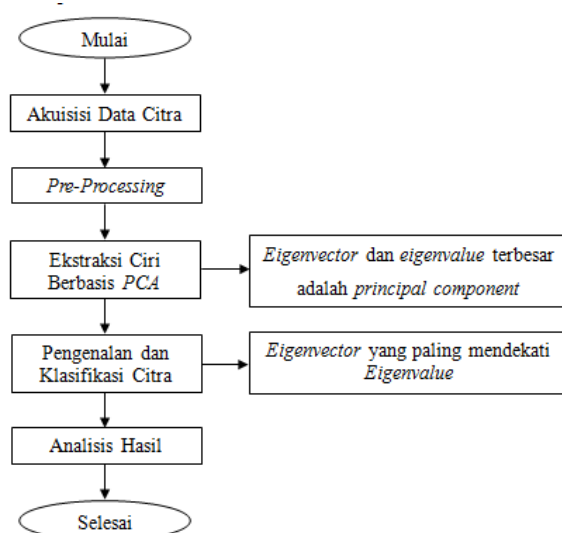 Mulai
Akuisisi Data Citra
Pre-Processing
Ekstraksi Ciri
Berbasis PCA
Eigenvector dan eigenvalue terbesar
adalah principal component
Pengenalan dan
Klasifikasi Citra
Eigenvector yang paling mendekati
Eigenvalue
Analisis Hasil
Selesai